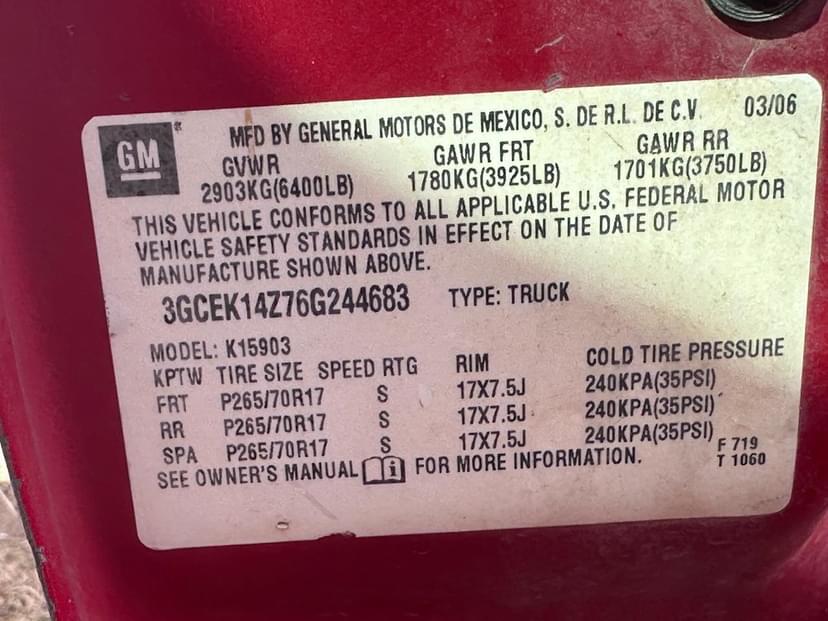 GM
MFD BY GENERAL MOTORS DE MEXICO, S. DE R.L. DE C.V. 03/06
GVWR GAWR FRT GAWR RR
2903KG(6400LB) 1780KG(3925LB) 1701KG(3750LB)
THIS VEHICLE CONFORMS TO ALL APPLICABLE U.S. FEDERAL MOTOR
VEHICLE SAFETY STANDARDS IN EFFECT ON THE DATE OF
MANUFACTURE SHOWN ABOVE.
3GCEK14Z76G244683 TYPE: TRUCK
MODEL: K15903
KPTW TIRE SIZE SPEED RTG RIM COLD TIRE PRESSURE
FRT P265/70R17 S 17X7.5J 240KPA(35PSI)
RR P265/70R17 S 17X7.5J 240KPA(35PSI)
SPA P265/70R17 S 17X7.5J 240KPA(35PSI)
SEE OWNER'S MANUAL FOR MORE INFORMATION.
F 719
T 1060